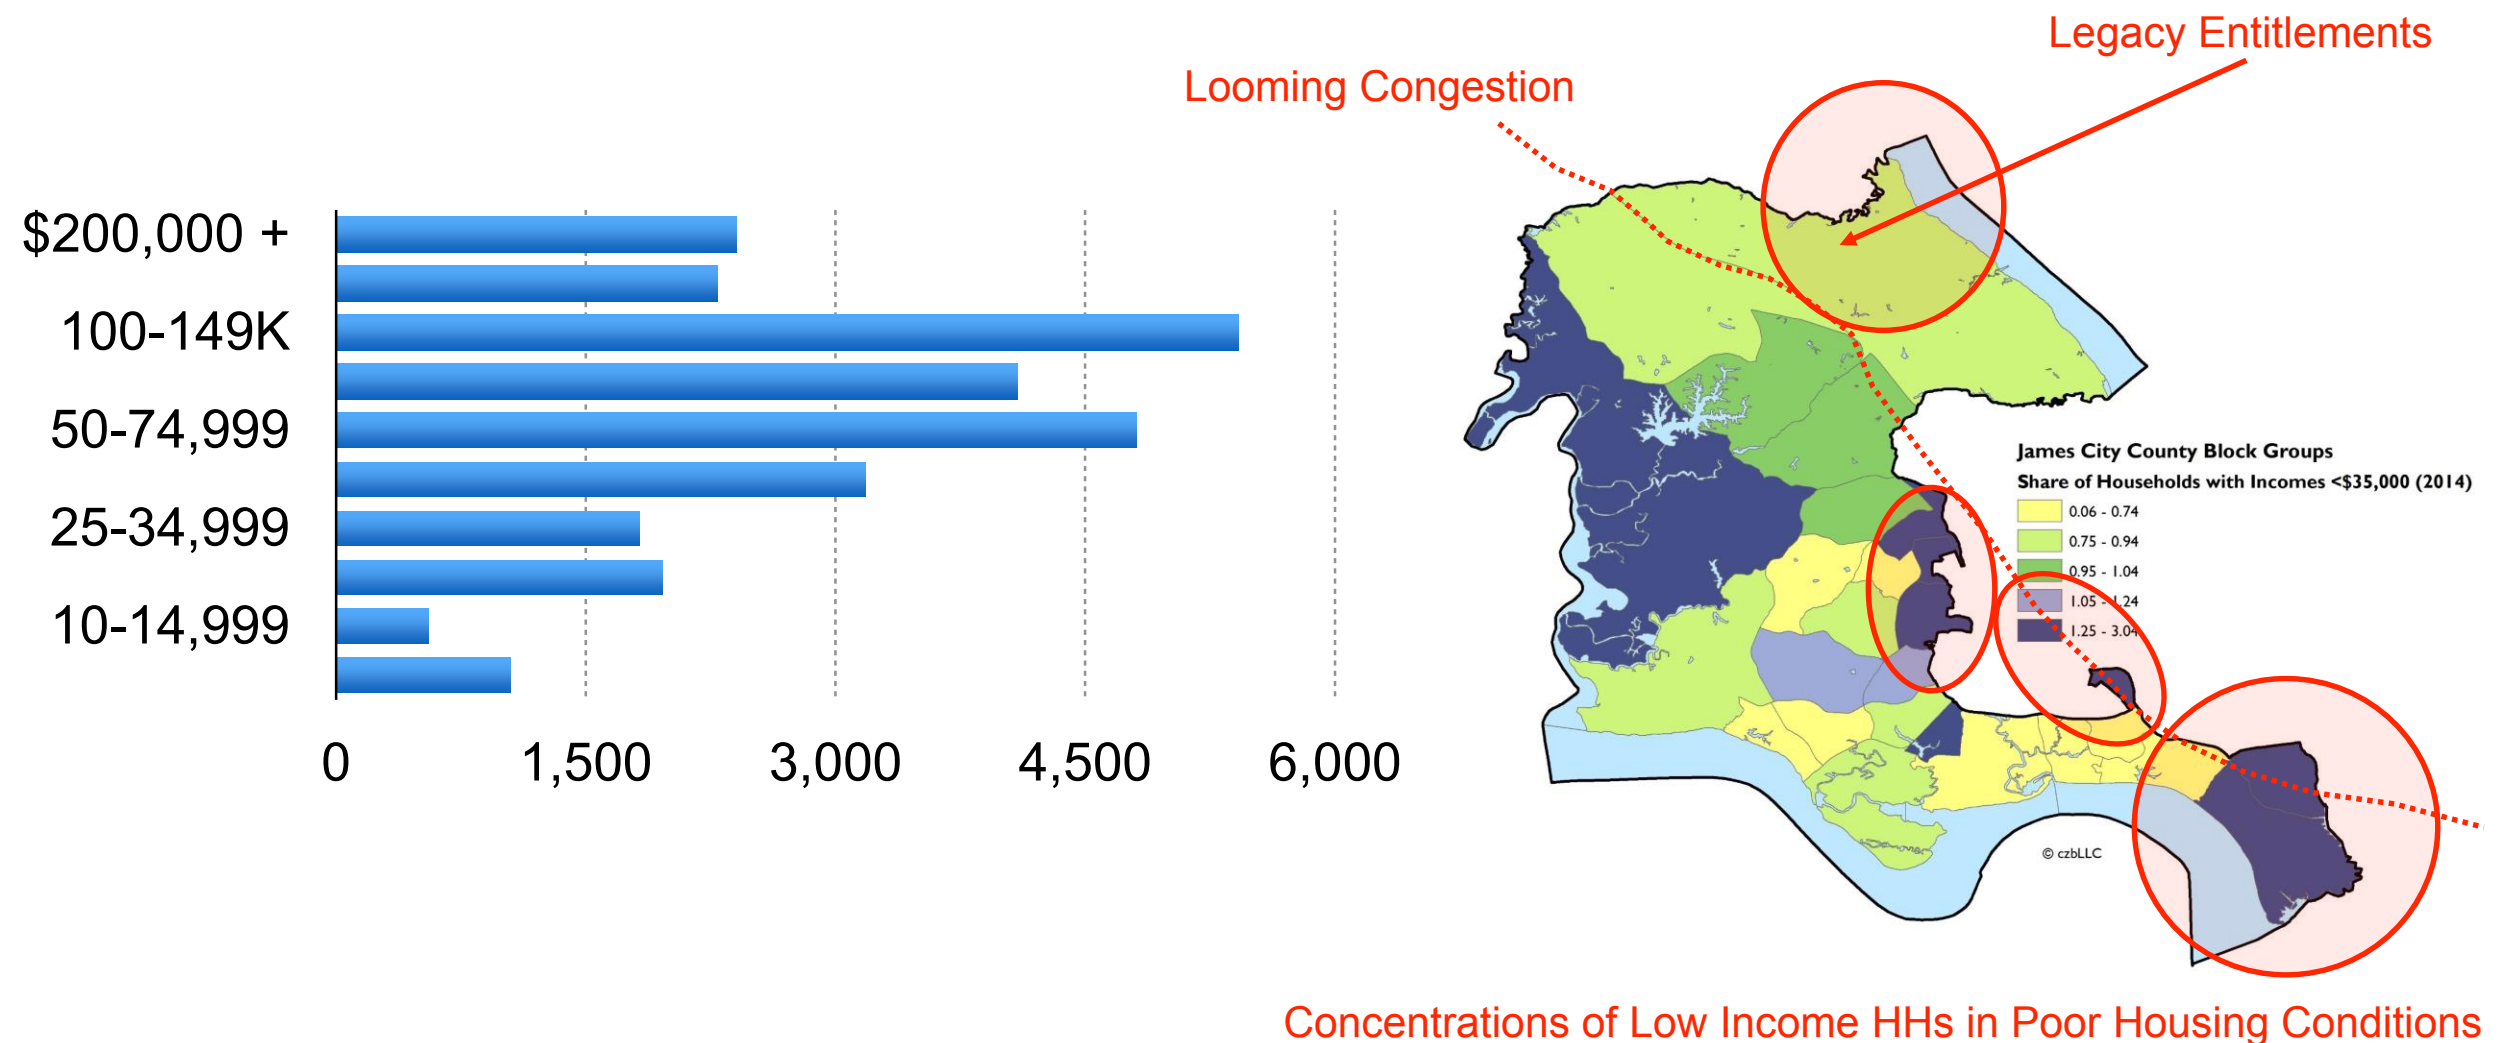 Legacy Entitlements
Looming Congestion
$200,000 +
100-149K
50-74,999
25-34,999
10-14,999
0 1,500 3,000 4,500 6,000
James City County Block Groups
Share of Households with Incomes <$35,000 (2014)
0.06 - 0.74
0.75 - 0.94
0.95 - 1.04
1.05 - 1.24
1.25 - 3.04
© czbLLC
Concentrations of Low Income HHs in Poor Housing Conditions